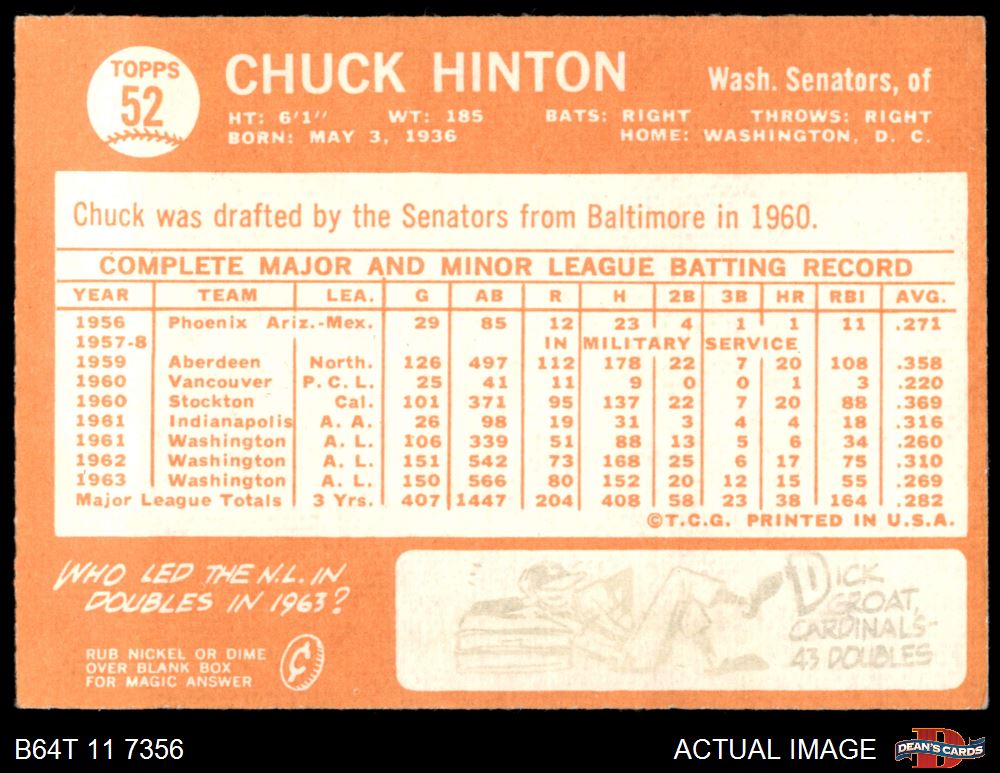 TOPPS
52
CHUCK HINTON
Wash. Senators, of
HT: 6'1" WT: 185 BATS: RIGHT THROWS: RIGHT
BORN: MAY 3, 1936 HOME: WASHINGTON, D. C.
Chuck was drafted by the Senators from Baltimore in 1960.
COMPLETE MAJOR AND MINOR LEAGUE BATTING RECORD
YEAR TEAM LEA. G AB R H 2B 3B HR RBI AVG.
1956 Phoenix Ariz.-Mex. 29 85 12 23 4 1 1 11 .271
1957-8 IN MILITARY SERVICE
1959 Aberdeen North. 126 497 112 178 22 7 20 108 .358
1960 Vancouver P. C. L. 25 41 11 9 0 0 1 3 .220
1960 Stockton Cal. 101 371 95 137 22 7 20 88 .369
1961 Indianapolis A. A. 26 98 19 31 3 4 4 18 .316
1961 Washington A. L. 106 339 51 88 13 5 6 34 .260
1962 Washington A. L. 151 542 73 168 25 6 17 75 .310
1963 Washington A. L. 150 566 80 152 20 12 15 55 .269
Major League Totals 3 Yrs. 407 1447 204 408 58 23 38 164 .282
©T.C.G. PRINTED IN U.S.A.
WHO LED THE N.L. IN
DOUBLES IN 1963?
RUB NICKEL OR DIME
OVER BLANK BOX
FOR MAGIC ANSWER
¢
DICK
GROAT,
CARDINALS-
43 DOUBLES
B64T 11 7356
ACTUAL IMAGE
D
DEAN'S CARDS